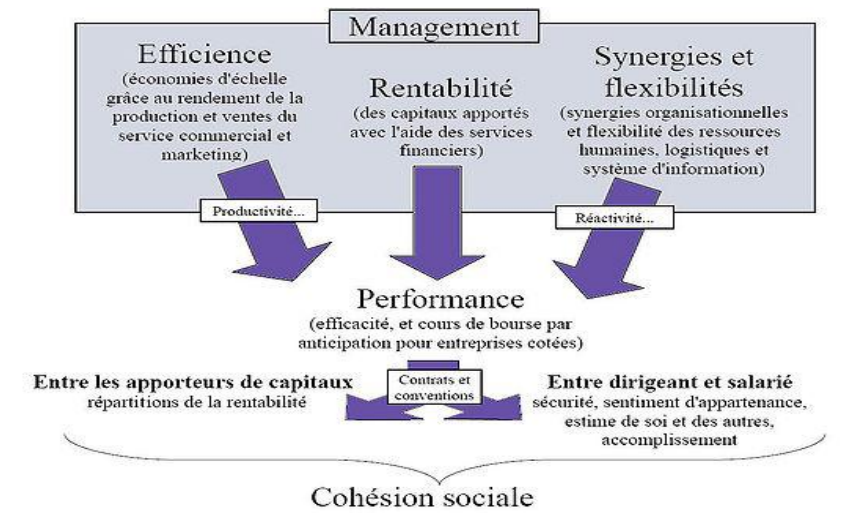 Management
Efficience
(économies d'échelle
grâce au rendement de la
production et ventes du
service commercial et
marketing)
Rentabilité
(des capitaux apportés
avec l'aide des services
financiers)
Synergies et
flexibilités
(synergies organisationnelles
et flexibilité des ressources
humaines, logistiques et
système d'information)
Productivité...
Réactivité...
Performance
(efficacité, et cours de bourse par
anticipation pour entreprises cotées)
Entre les apporteurs de capitaux
répartitions de la rentabilité
Contrats et
conventions
Entre dirigeant et salarié
sécurité, sentiment d'appartenance,
estime de soi et des autres,
accomplissement
Cohésion sociale